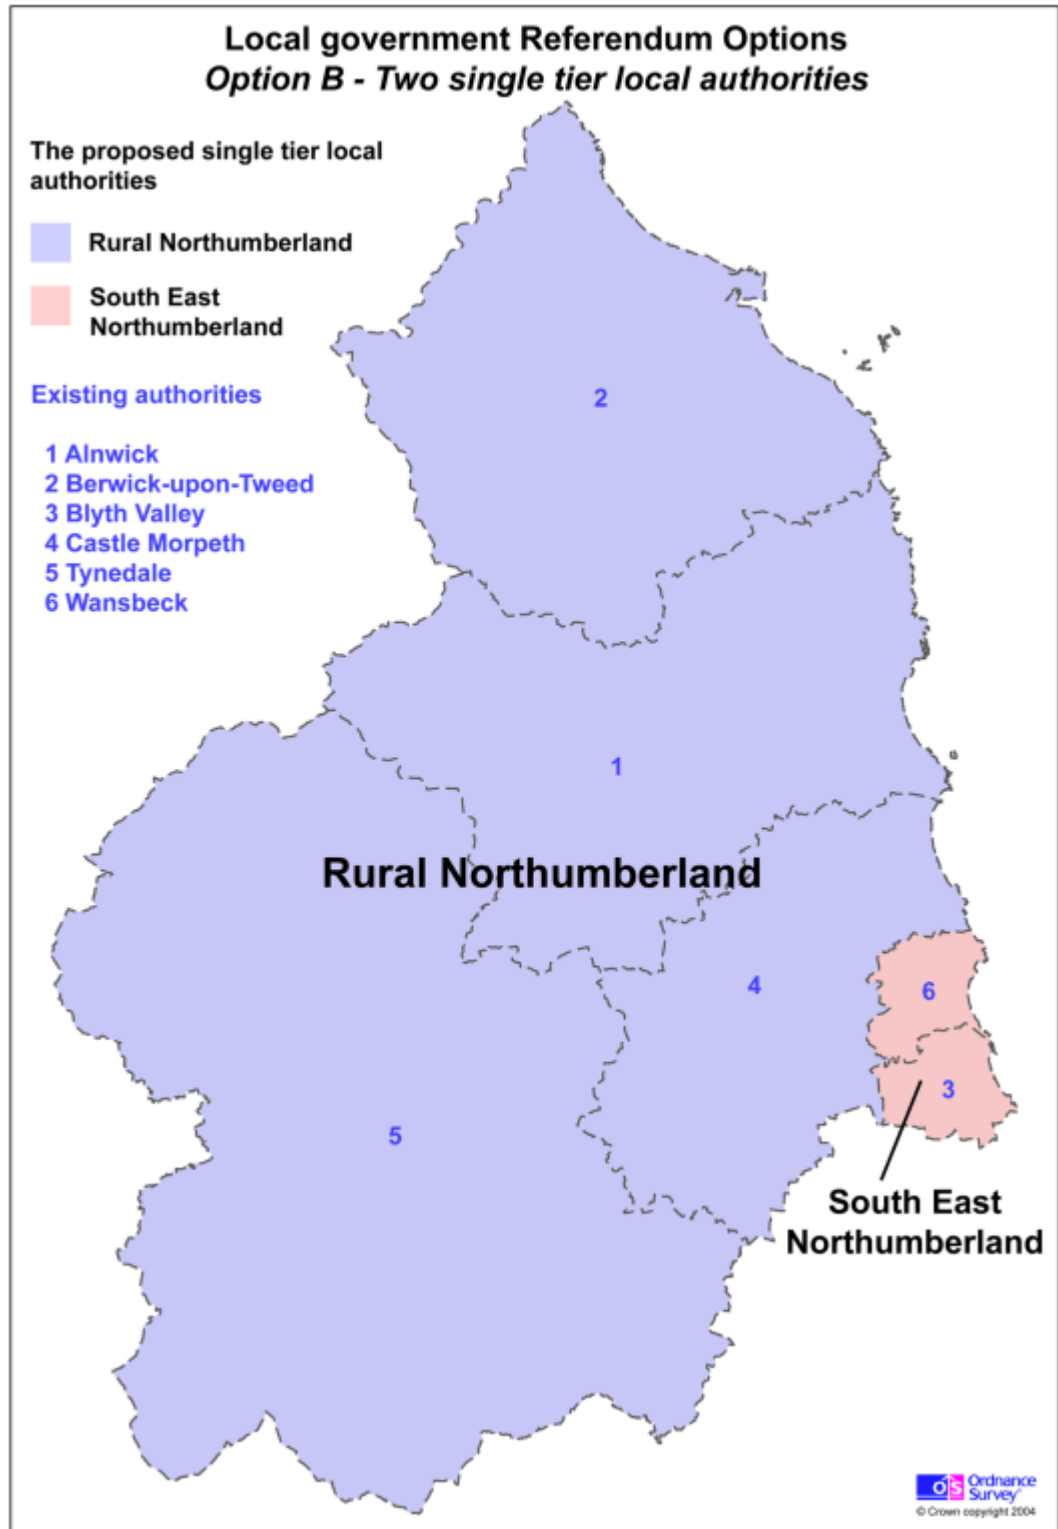 Local government Referendum Options
Option B - Two single tier local authorities
The proposed single tier local
authorities
Rural Northumberland
South East
Northumberland
Existing authorities
1 Alnwick
2 Berwick-upon-Tweed
3 Blyth Valley
4 Castle Morpeth
5 Tynedale
6 Wansbeck
2
1
Rural Northumberland
4
6
3
5
South East
Northumberland
OS Ordnance
Survey®
© Crown copyright 2004